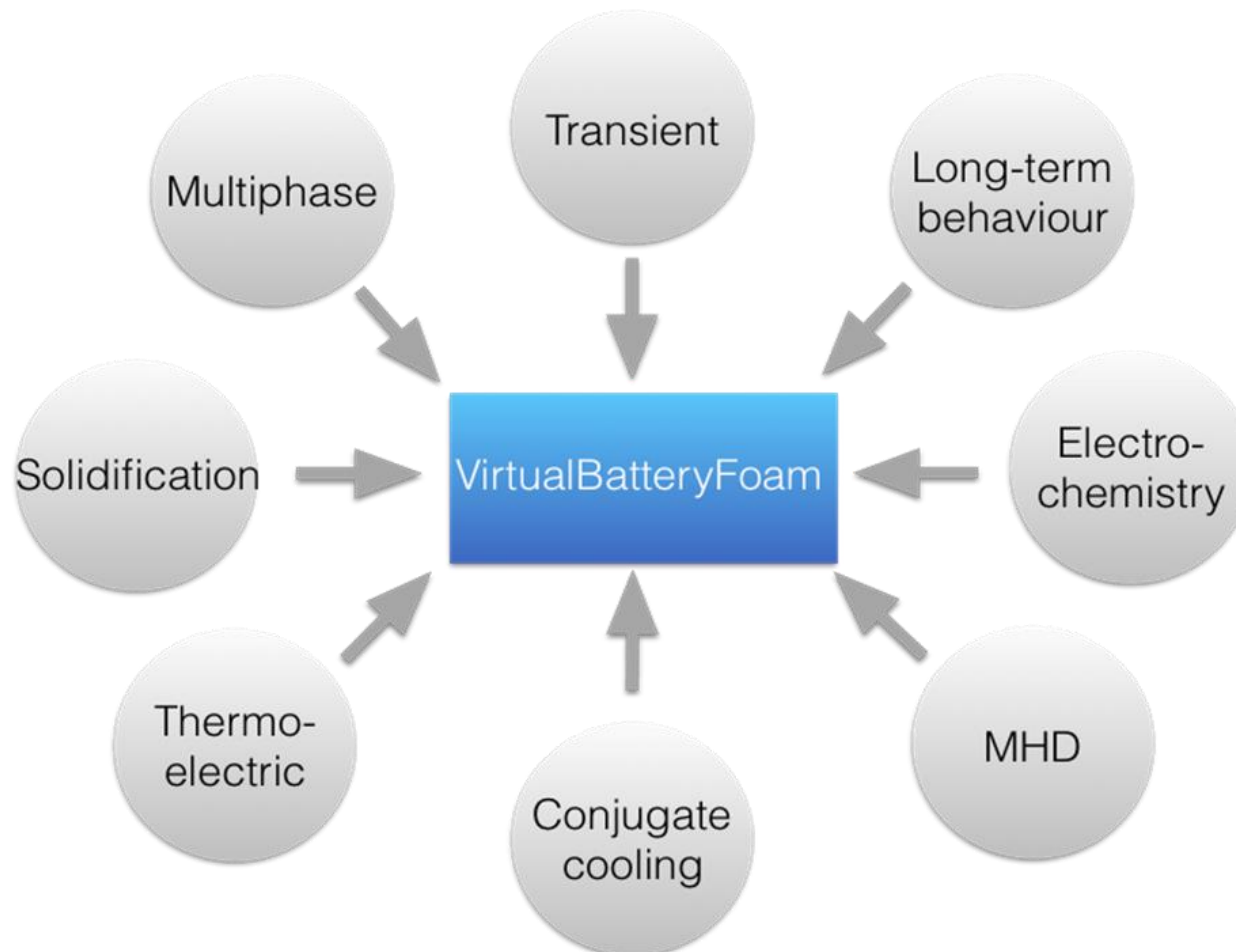 Transient
Multiphase
Long-term
behaviour
Solidification
VirtualBatteryFoam
Electro-
chemistry
Thermo-
electric
MHD
Conjugate
cooling